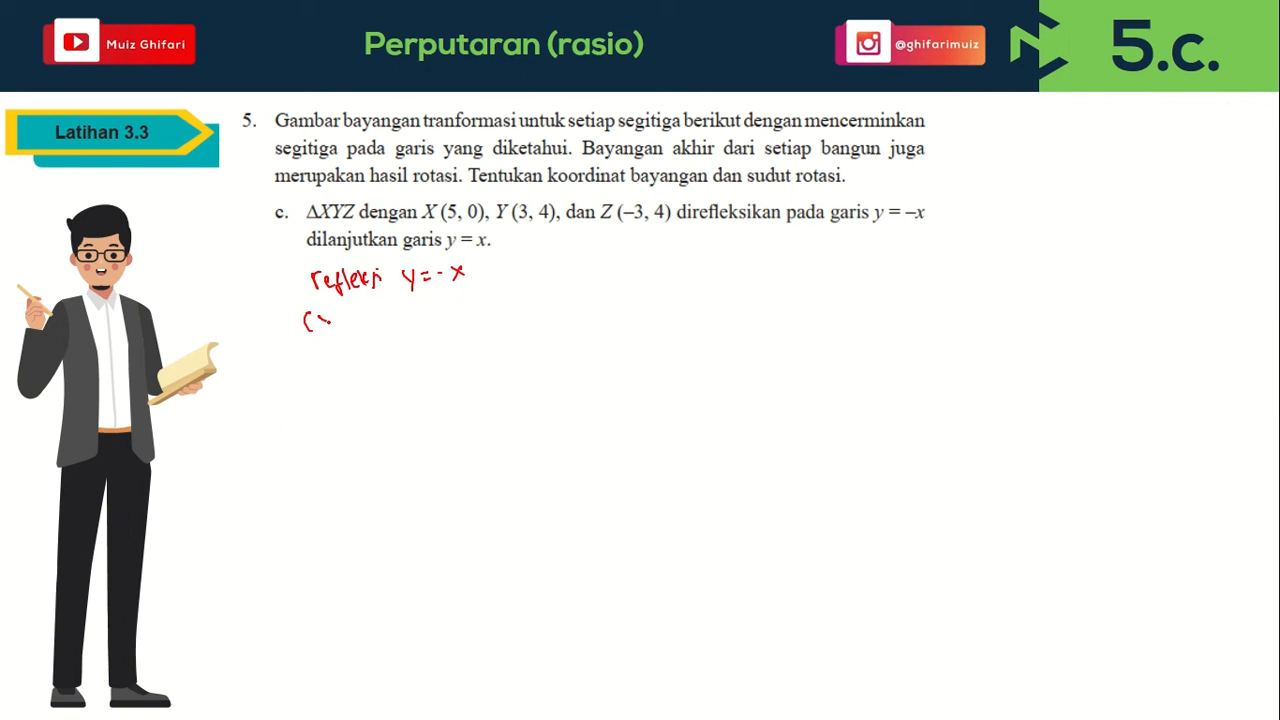 Muiz Ghifari
Perputaran (rasio)
@ghifarimuiz
5.c.
Latihan 3.3
5. Gambar bayangan tranformasi untuk setiap segitiga berikut dengan mencerminkan
segitiga pada garis yang diketahui. Bayangan akhir dari setiap bangun juga
merupakan hasil rotasi. Tentukan koordinat bayangan dan sudut rotasi.
c. ΔXYZ dengan X (5, 0), Y (3, 4), dan Z (–3, 4) direfleksikan pada garis y = –x
dilanjutkan garis y = x.
refleksi y = - x
(